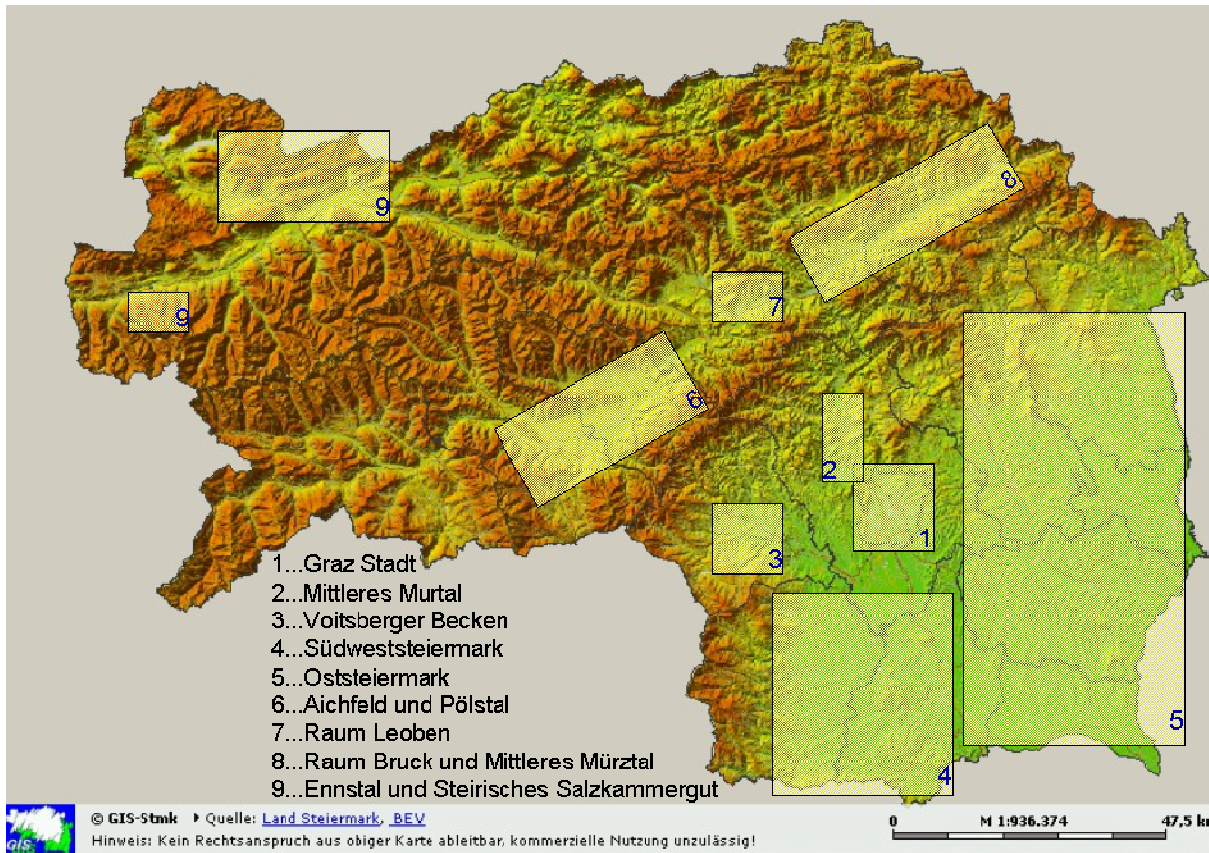 9
8
9
7
6
2
1
3
5
4
1...Graz Stadt
2...Mittleres Murtal
3...Voitsberger Becken
4...Südweststeiermark
5...Oststeiermark
6...Aichfeld und Pölstal
7...Raum Leoben
8...Raum Bruck und Mittleres Mürztal
9...Ennstal und Steirisches Salzkammergut
gis
© GIS-Stmk Quelle: Land Steiermark, BEV
0 M 1:936.374 47,5 km
Hinweis: Kein Rechtsanspruch aus obiger Karte ableitbar, kommerzielle Nutzung unzulässig!